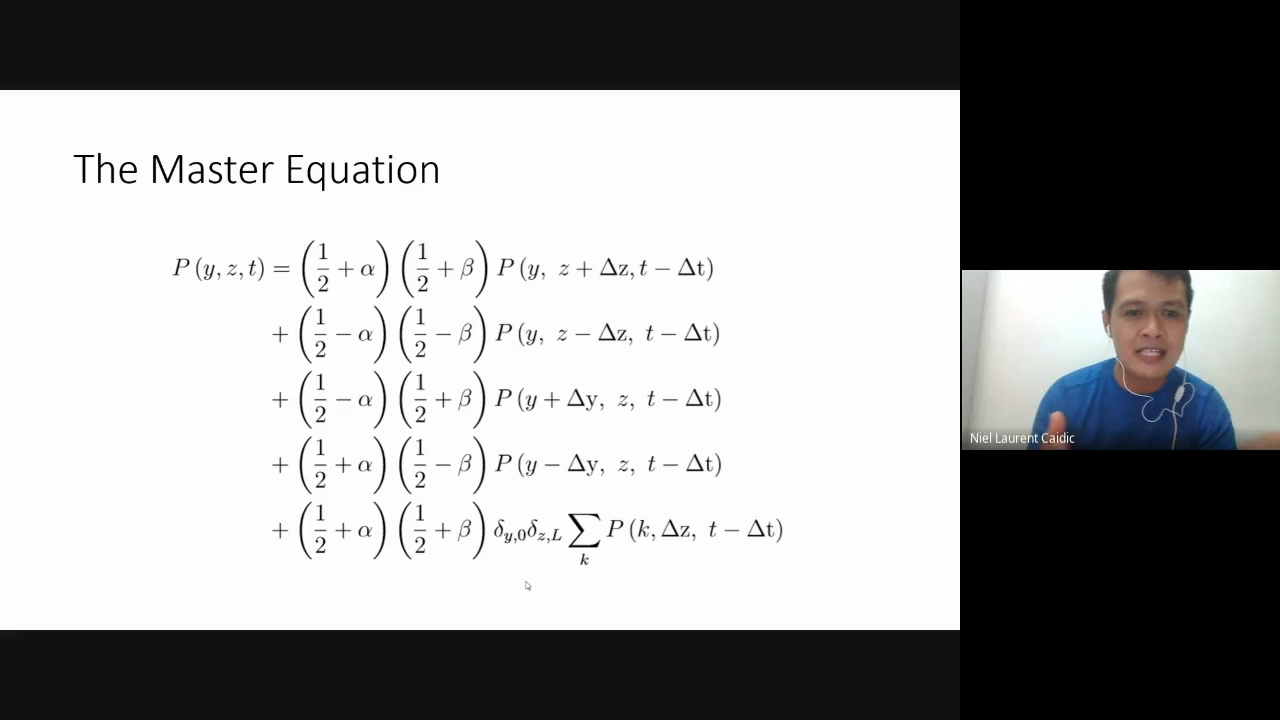 The Master Equation
P (y, z, t) = (1/2 + α) (1/2 + β) P (y, z + Δz, t − Δt)
+ (1/2 − α) (1/2 − β) P (y, z − Δz, t − Δt)
+ (1/2 − α) (1/2 + β) P (y + Δy, z, t − Δt)
+ (1/2 + α) (1/2 − β) P (y − Δy, z, t − Δt)
+ (1/2 + α) (1/2 + β) δ_{y,0}δ_{z,L} ∑_k P (k, Δz, t − Δt)
Niel Laurent Caidic